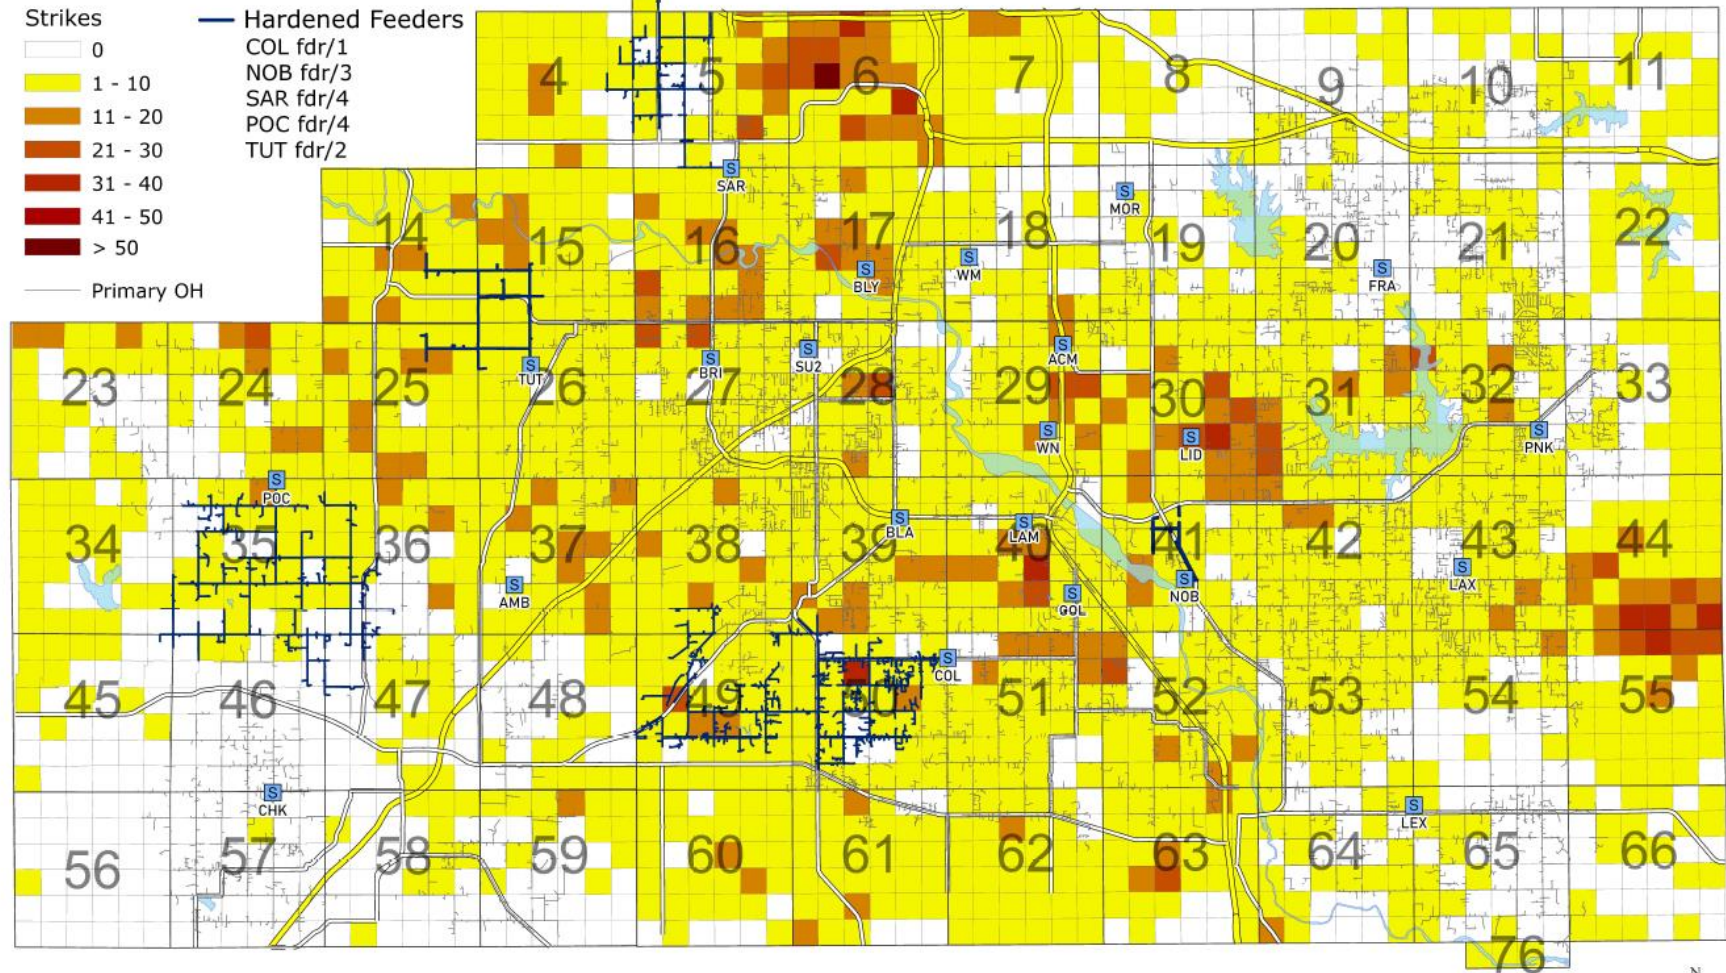 Strikes
0
1 - 10
11 - 20
21 - 30
31 - 40
41 - 50
> 50
Primary OH
Hardened Feeders
COL fdr/1
NOB fdr/3
SAR fdr/4
POC fdr/4
TUT fdr/2
4 5 6 7 8 9 10 11
SAR
MOR
14 15 16 17 18 19 20 21 22
BLY WM FRA
TUT BRI SU2 ACM
23 24 25 26 27 28 29 30 31 32 33
WN LID PNK
POC
BLA LAM
34 35 36 37 38 39 40 41 42 43 44
AMB GOL NOB LAX
COL
45 46 47 48 49 50 51 52 53 54 55
CHK LEX
56 57 58 59 60 61 62 63 64 65 66
76
N